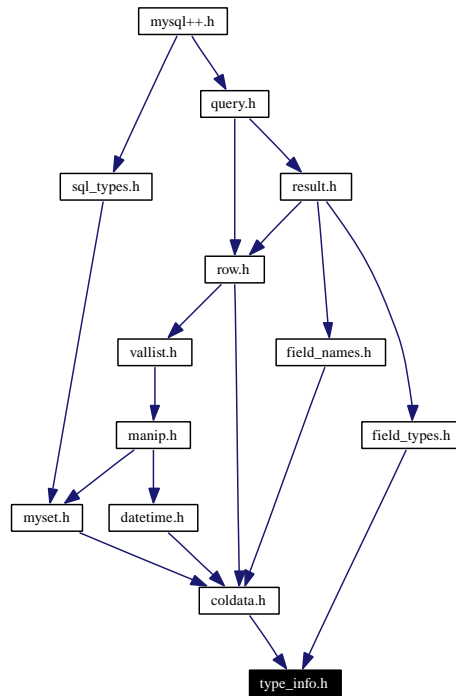 mysql++.h
query.h
sql_types.h
result.h
row.h
vallist.h
field_names.h
manip.h
field_types.h
myset.h
datetime.h
coldata.h
type_info.h